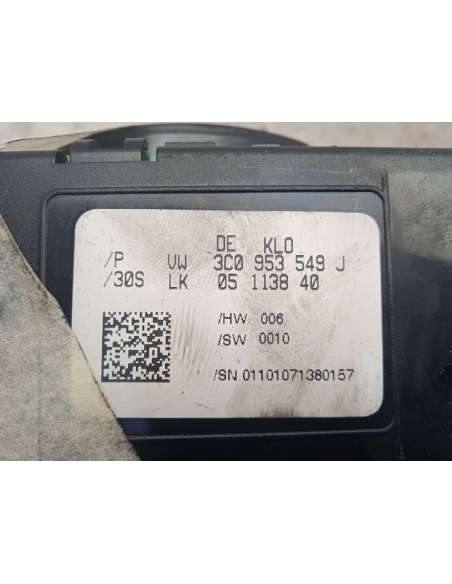 DE KLO
/P VW 3C0 953 549 J
/30S LK 05 1138 40
/HW 006
/SW 0010
/SN 01101071380157